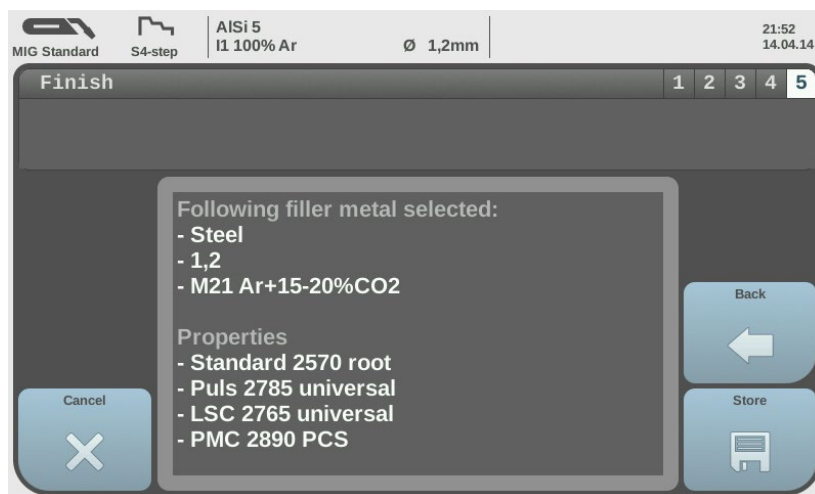 MIG Standard
S4-step
AlSi 5
I1 100% Ar
Ø 1,2mm
21:52
14.04.14
Finish
1 2 3 4 5
Following filler metal selected:
- Steel
- 1,2
- M21 Ar+15-20%CO2
Properties
- Standard 2570 root
- Puls 2785 universal
- LSC 2765 universal
- PMC 2890 PCS
Back
Cancel
Store